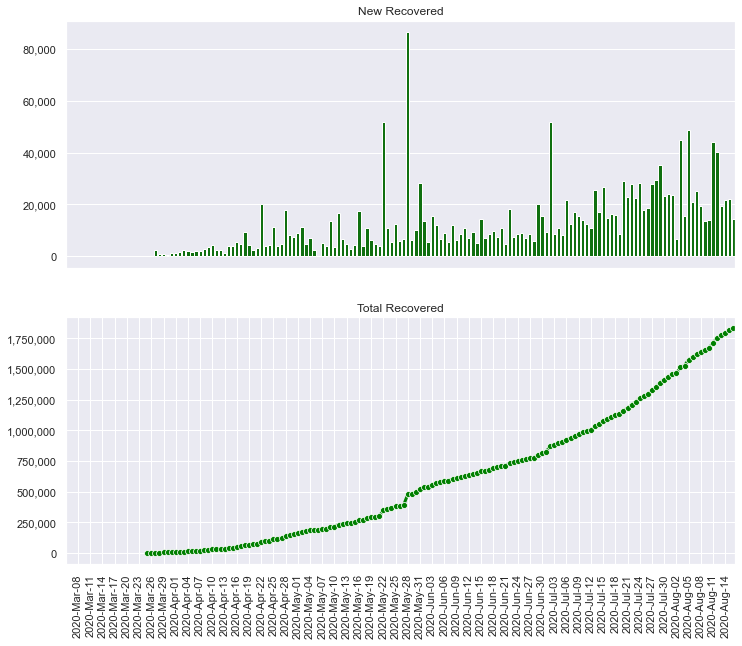 New Recovered
80,000
60,000
40,000
20,000
0
Total Recovered
1,750,000
1,500,000
1,250,000
1,000,000
750,000
500,000
250,000
0
2020-Mar-08
2020-Mar-11
2020-Mar-14
2020-Mar-17
2020-Mar-20
2020-Mar-23
2020-Mar-26
2020-Mar-29
2020-Apr-01
2020-Apr-04
2020-Apr-07
2020-Apr-10
2020-Apr-13
2020-Apr-16
2020-Apr-19
2020-Apr-22
2020-Apr-25
2020-Apr-28
2020-May-01
2020-May-04
2020-May-07
2020-May-10
2020-May-13
2020-May-16
2020-May-19
2020-May-22
2020-May-25
2020-May-28
2020-May-31
2020-Jun-03
2020-Jun-06
2020-Jun-09
2020-Jun-12
2020-Jun-15
2020-Jun-18
2020-Jun-21
2020-Jun-24
2020-Jun-27
2020-Jun-30
2020-Jul-03
2020-Jul-06
2020-Jul-09
2020-Jul-12
2020-Jul-15
2020-Jul-18
2020-Jul-21
2020-Jul-24
2020-Jul-27
2020-Jul-30
2020-Aug-02
2020-Aug-05
2020-Aug-08
2020-Aug-11
2020-Aug-14